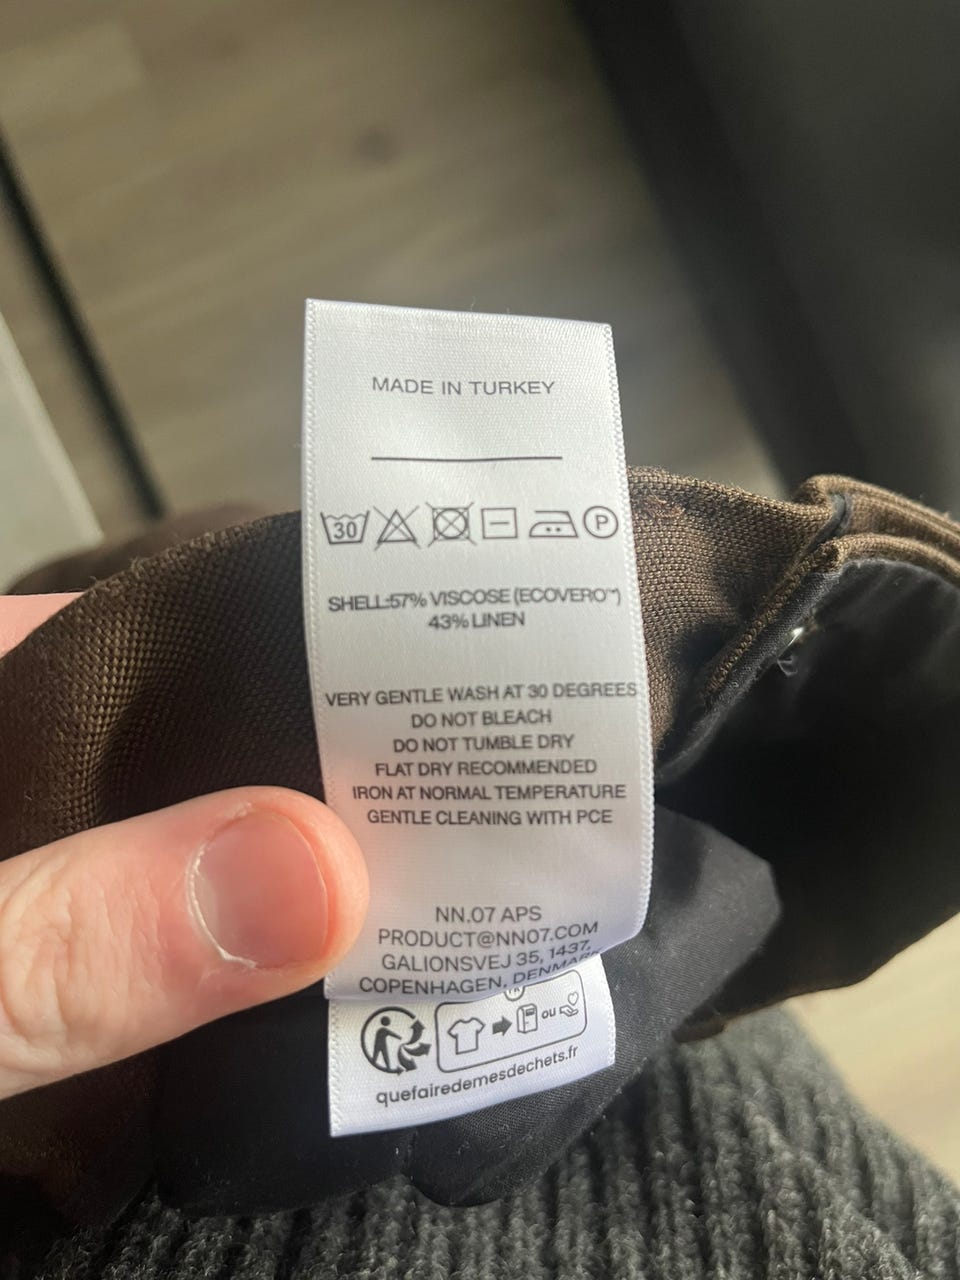 MADE IN TURKEY
30 P
SHELL:57% VISCOSE (ECOVERO™)
43% LINEN
VERY GENTLE WASH AT 30 DEGREES
DO NOT BLEACH
DO NOT TUMBLE DRY
FLAT DRY RECOMMENDED
IRON AT NORMAL TEMPERATURE
GENTLE CLEANING WITH PCE
NN.07 APS
PRODUCT@NN07.COM
GALIONSVEJ 35, 1437,
COPENHAGEN, DENMARK
FR
OU
quefairedemesdechets.fr